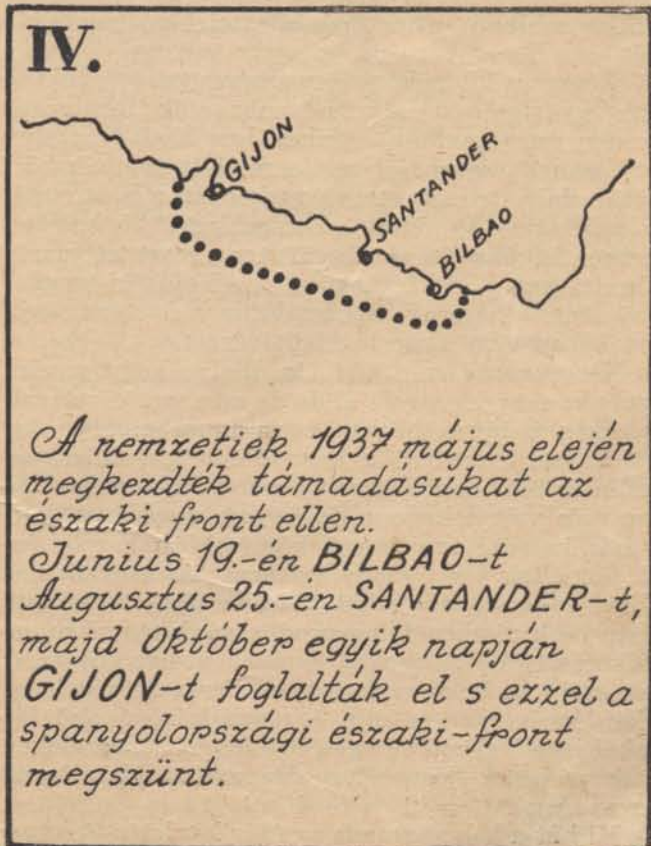 IV.
GIJON
SANTANDER
BILBAO
A nemzetiek 1937 május elején
megkezdték támadásukat az
északi front ellen.
Junius 19.-én BILBAO-t
Augusztus 25.-én SANTANDER-t,
majd Október egyik napján
GIJON-t foglalták el s ezzel a
spanyolországi északi-front
megszünt.